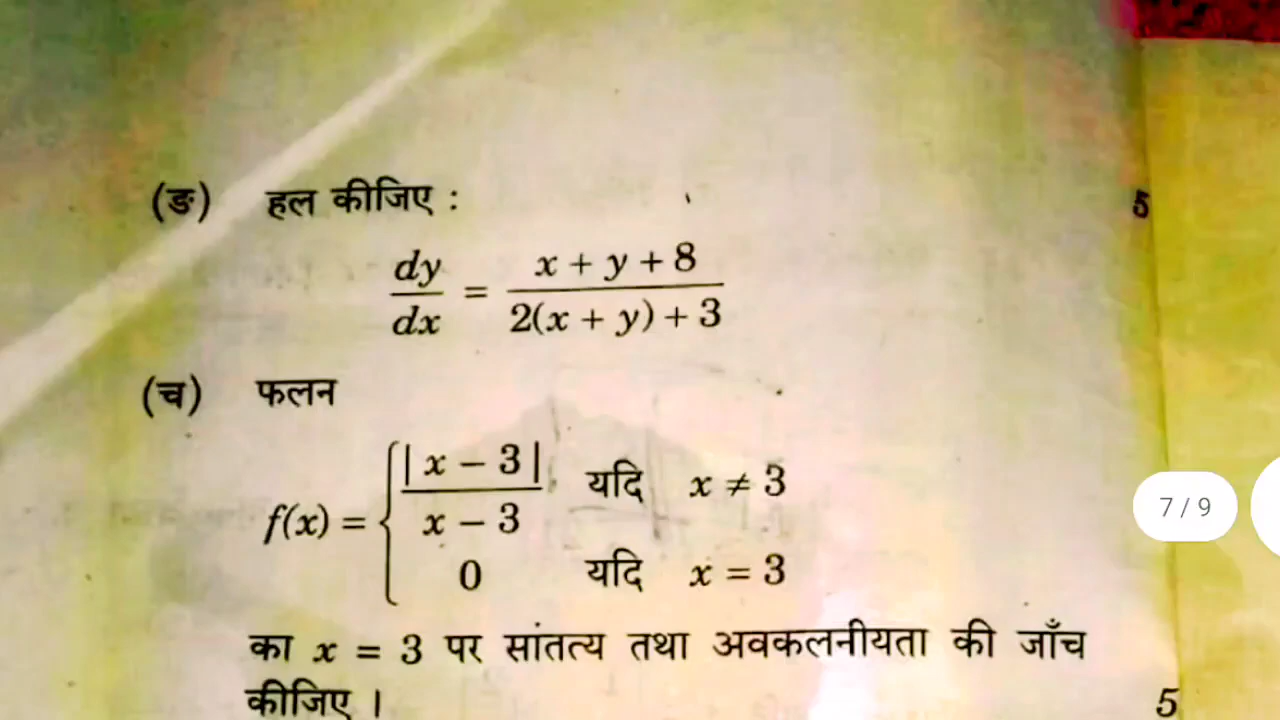 (ङ) हल कीजिए : 5
dy/dx = x + y + 8 / 2(x + y) + 3
(च) फलन
f(x) = { | x − 3 | / x − 3 यदि x ≠ 3
0 यदि x = 3
का x = 3 पर सांतत्य तथा अवकलनीयता की जाँच
कीजिए । 5
7 / 9